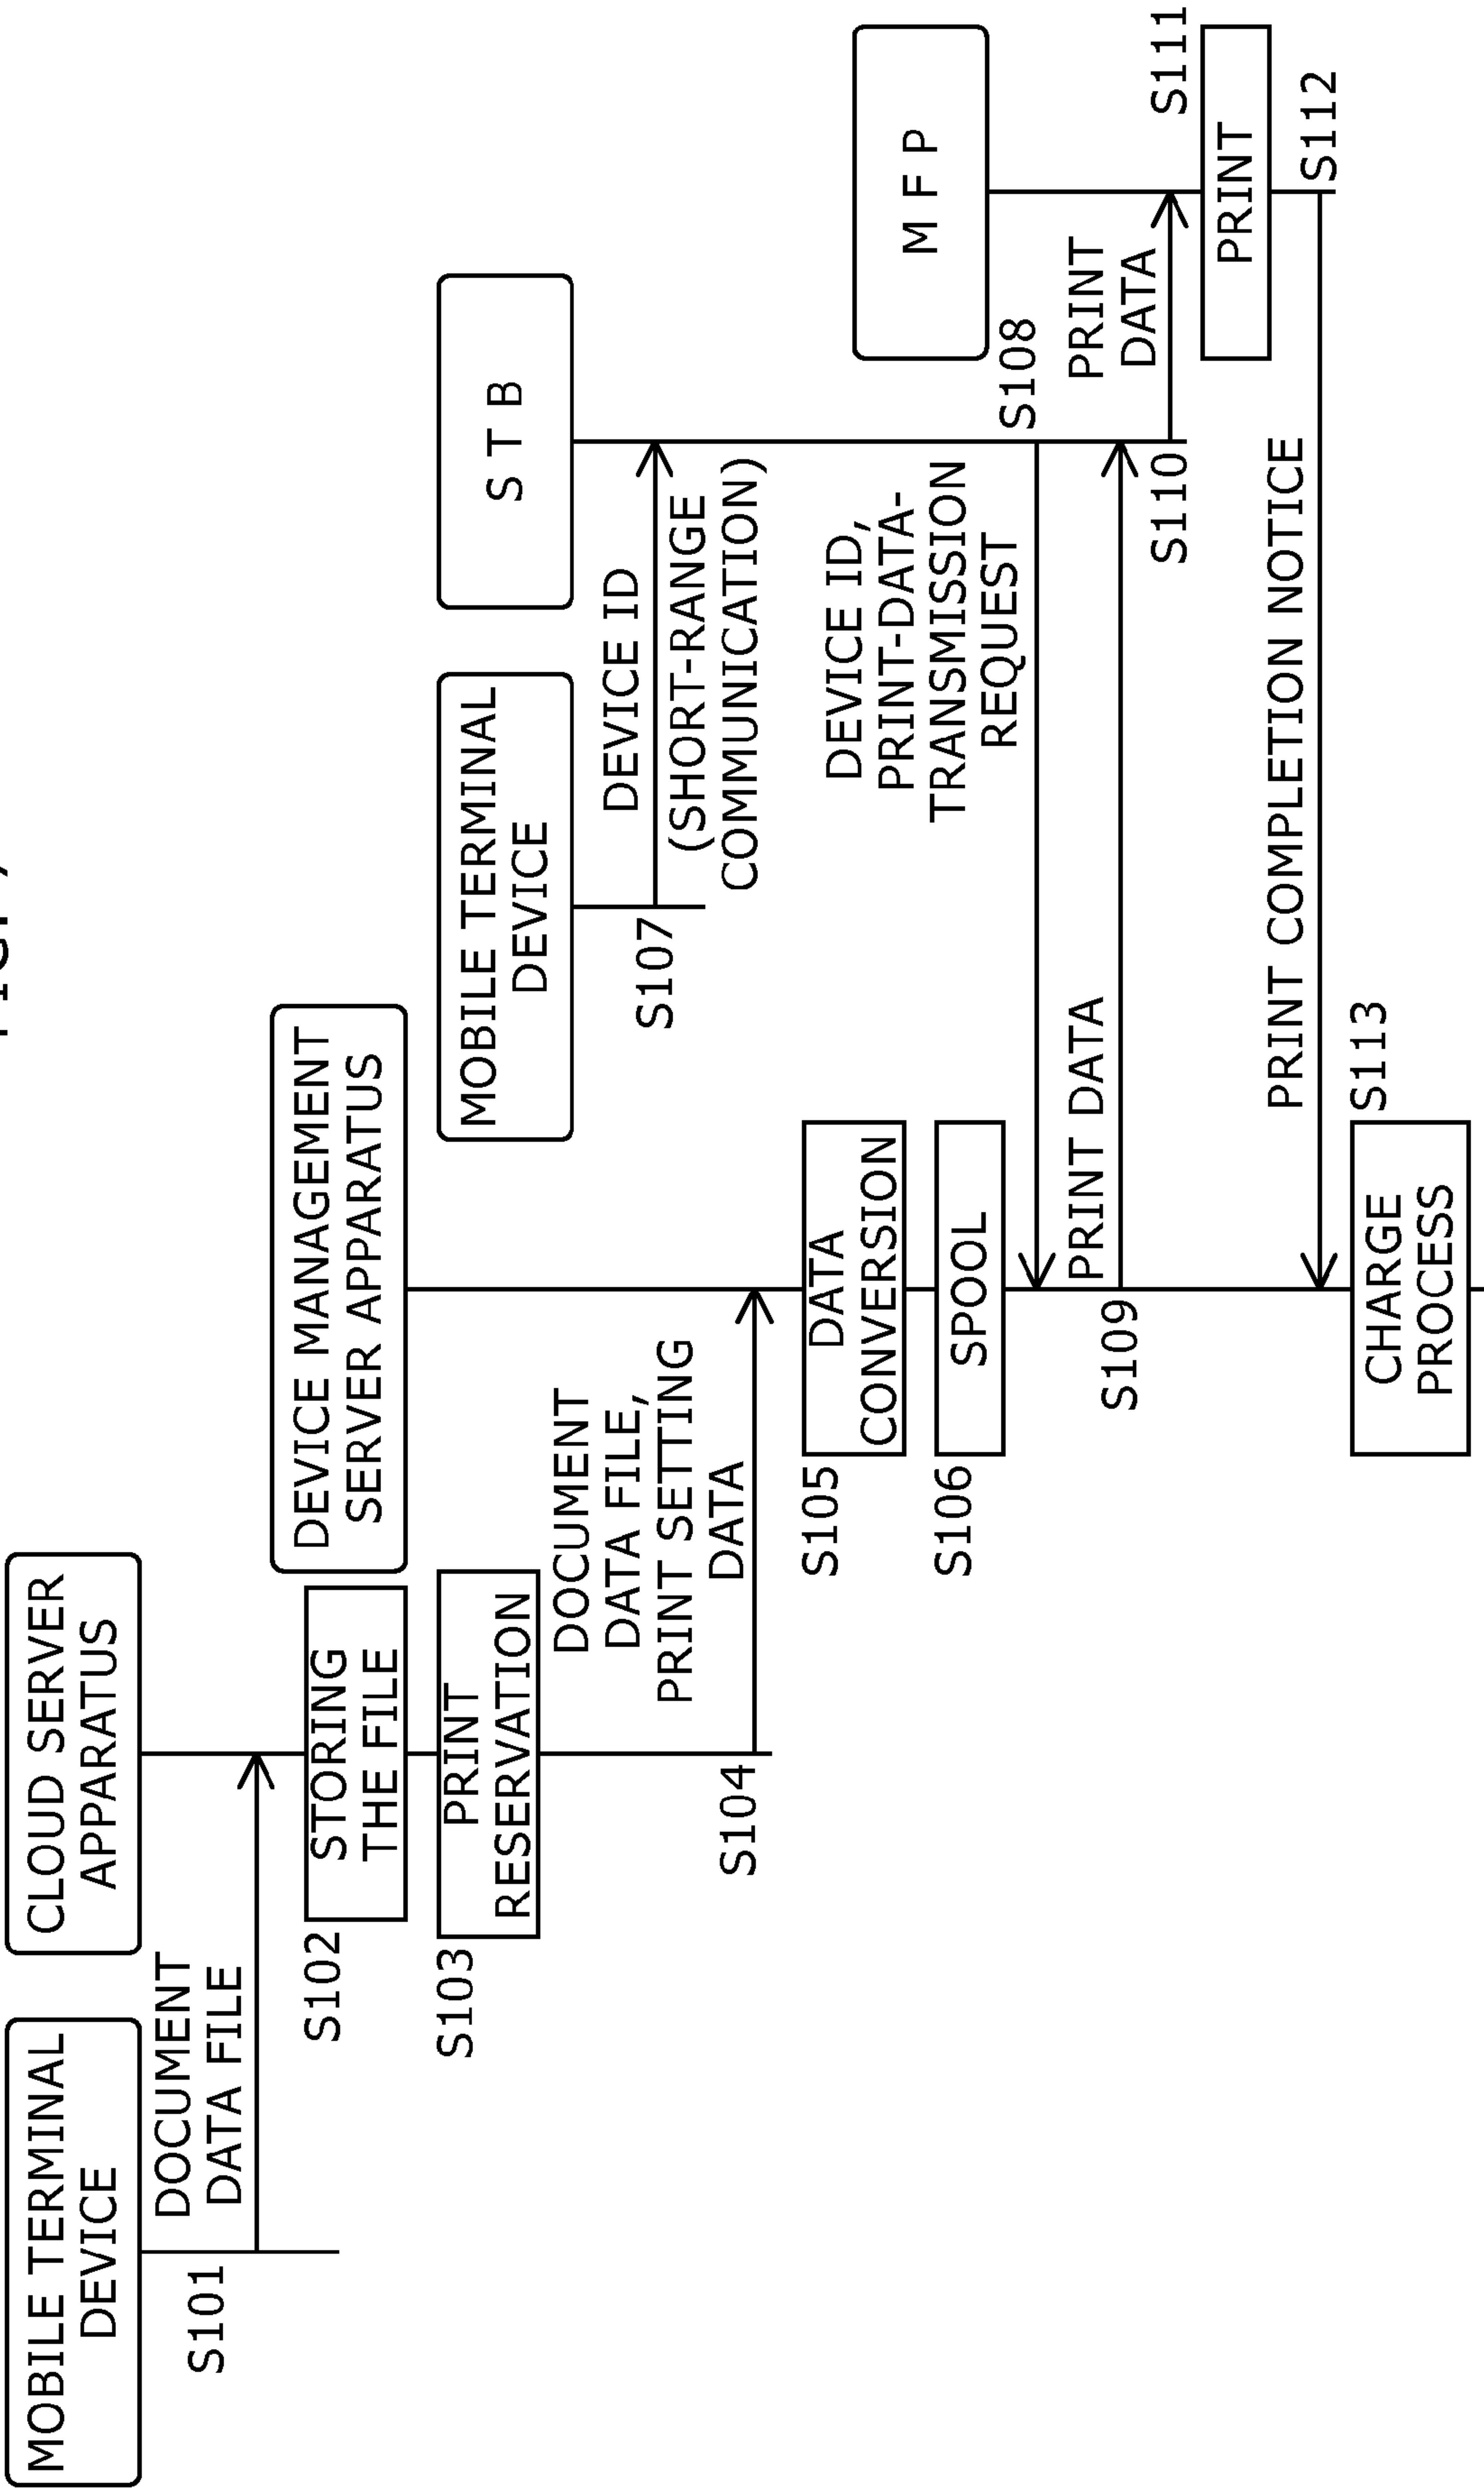 MOBILE TERMINAL
DEVICE
CLOUD SERVER
APPARATUS
S101
DOCUMENT
DATA FILE
DEVICE MANAGEMENT
SERVER APPARATUS
S102
STORING
THE FILE
S103
PRINT
RESERVATION
MOBILE TERMINAL
DEVICE
S T B
DOCUMENT
DATA FILE,
PRINT SETTING
DATA
S104
DEVICE ID
S107
(SHORT-RANGE
COMMUNICATION)
S105
DATA
CONVERSION
S106
SPOOL
M F P
DEVICE ID,
PRINT-DATA-
TRANSMISSION
REQUEST
S108
PRINT DATA
S109
PRINT
DATA
S110
S111
PRINT
PRINT COMPLETION NOTICE
S112
S113
CHARGE
PROCESS